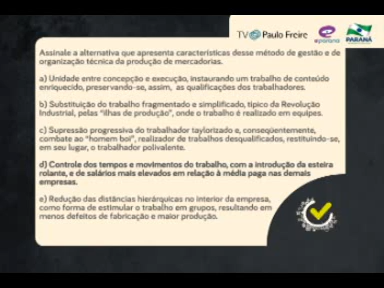 TV Paulo Freire
eparaná
PARANÁ
Assinale a alternativa que apresenta características desse método de gestão e de
organização técnica da produção de mercadorias.
a) Unidade entre concepção e execução, instaurando um trabalho de conteúdo
enriquecido, preservando-se, assim, as qualificações dos trabalhadores.
b) Substituição do trabalho fragmentado e simplificado, típico da Revolução
Industrial, pelas "ilhas de produção", onde o trabalho é realizado em equipes.
c) Supressão progressiva do trabalhador taylorizado e, conseqüentemente,
combate ao "homem boi", realizador de trabalhos desqualificados, restituindo-se,
em seu lugar, o trabalhador polivalente.
d) Controle dos tempos e movimentos do trabalho, com a introdução da esteira
rolante, e de salários mais elevados em relação à média paga nas demais
empresas.
e) Redução das distâncias hierárquicas no interior da empresa,
como forma de estimular o trabalho em grupos, resultando em
menos defeitos de fabricação e maior produção.